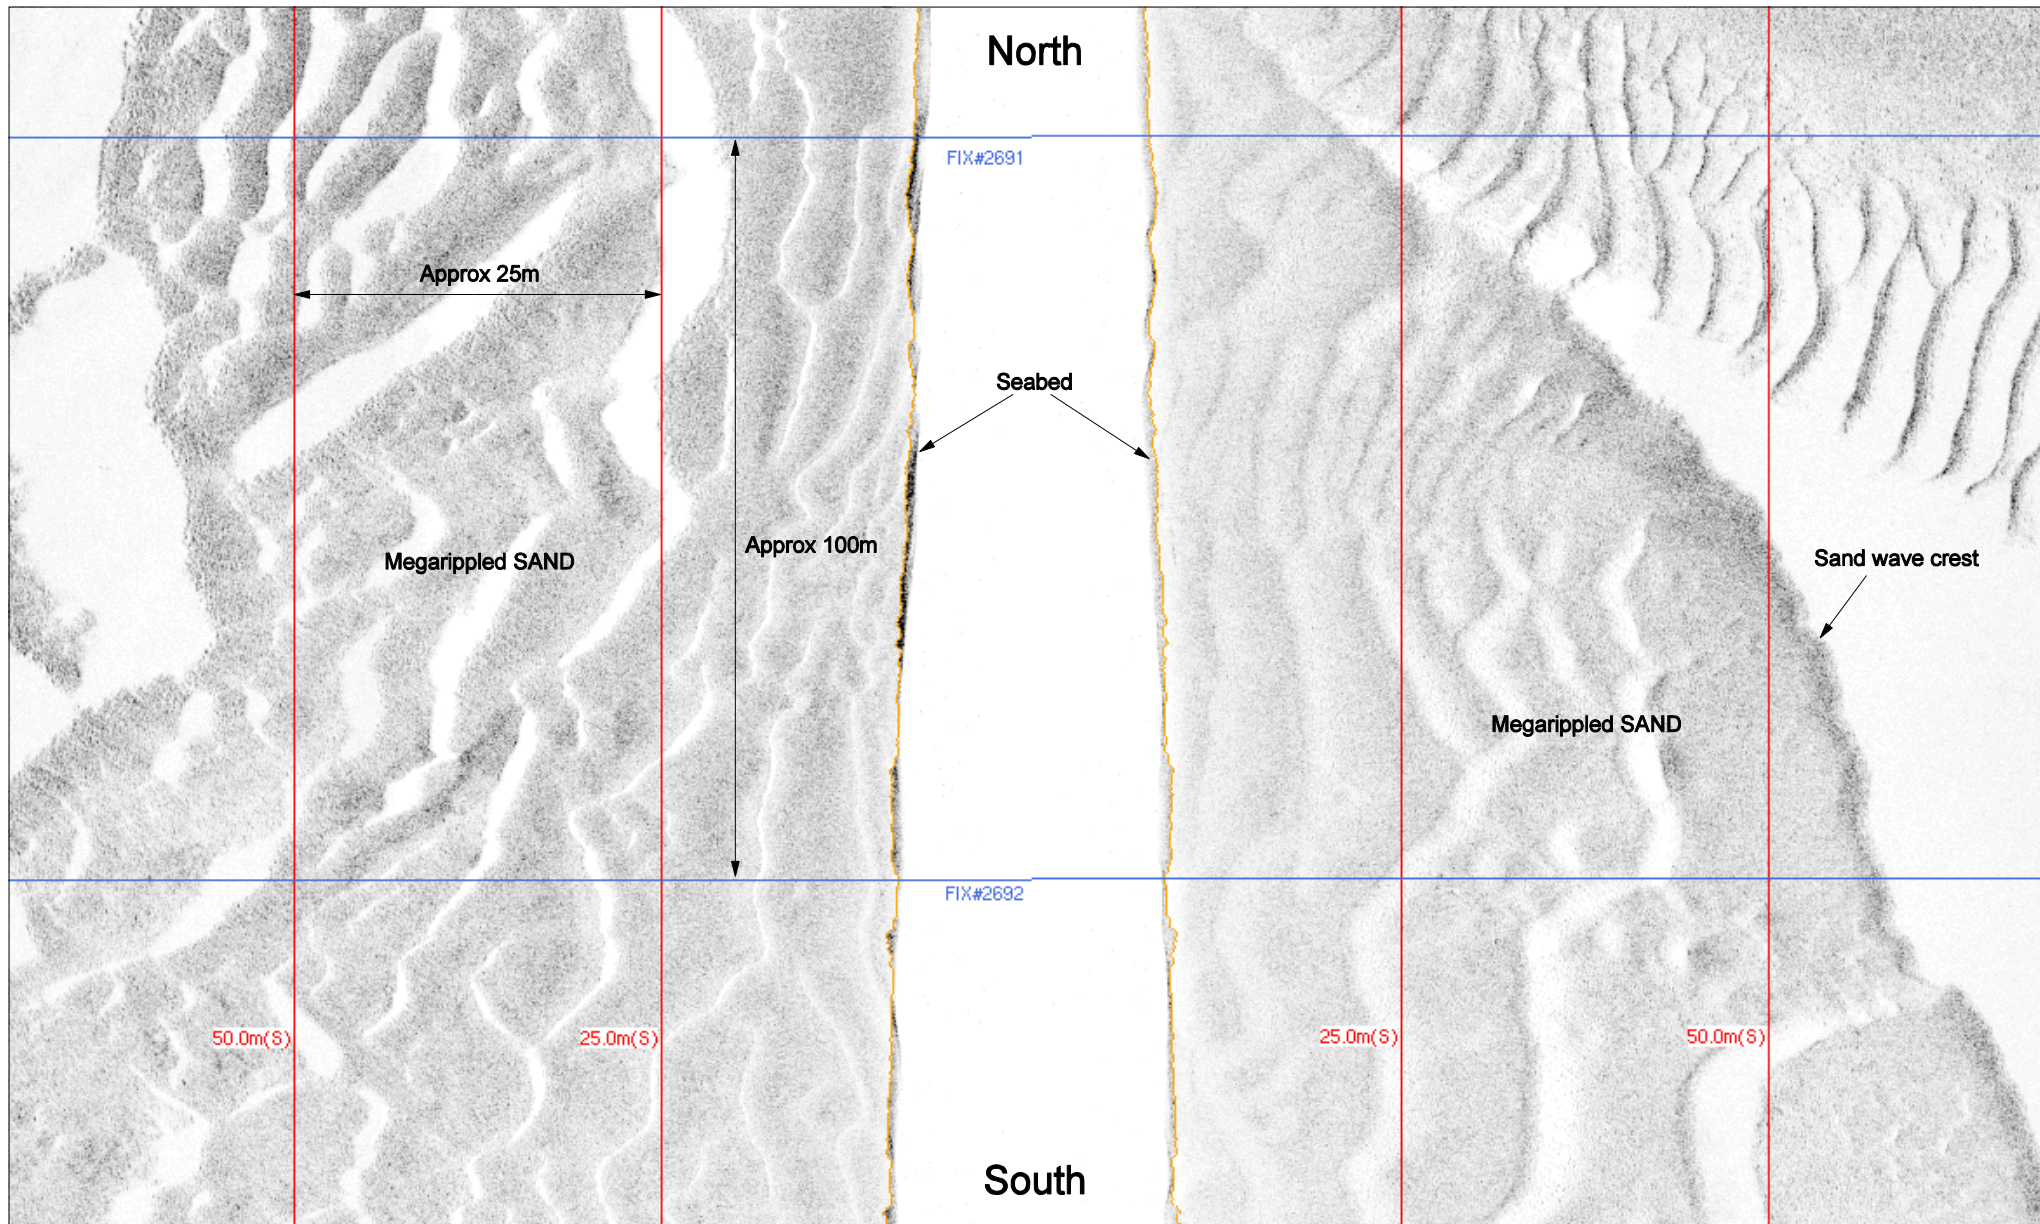 North
FIX#2691
Approx 25m
Seabed
Approx 100m
Megarippled SAND
Sand wave crest
Megarippled SAND
FIX#2692
50.0m(S)
25.0m(S)
25.0m(S)
50.0m(S)
South